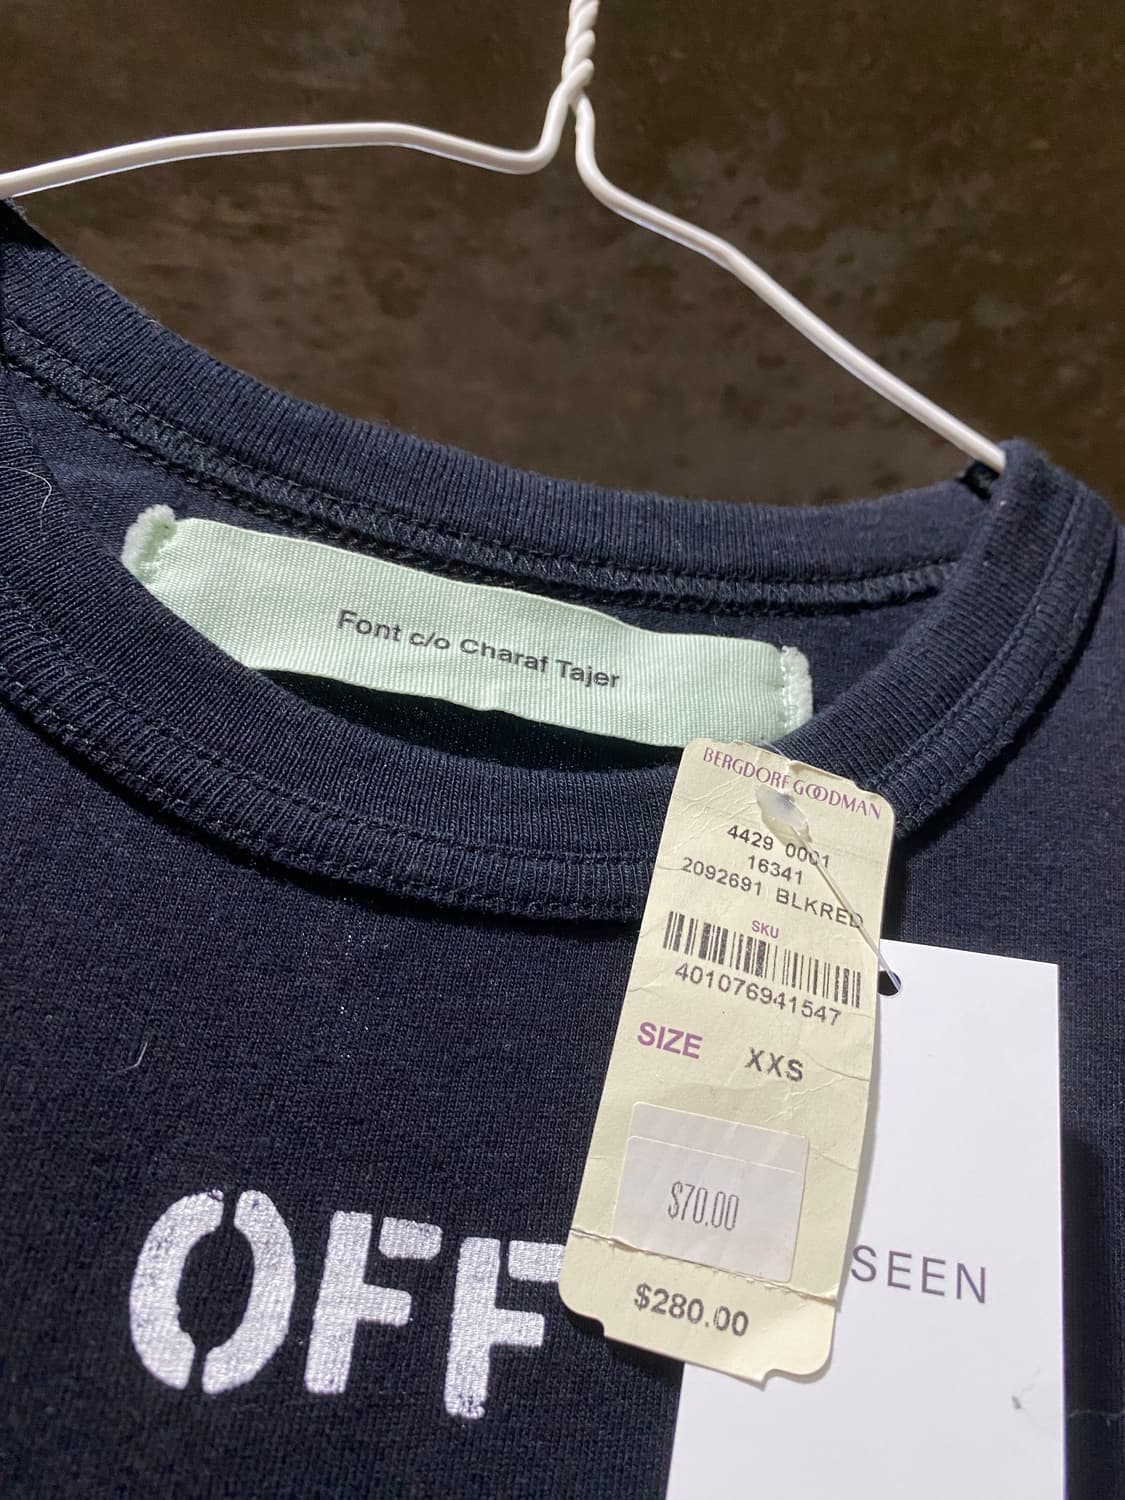 Font c/o Charaf Tajer
BERGDORF GOODMAN
4429 0001
16341
2092691 BLKRED
SKU
401076941547
SIZE XXS
$70.00
$280.00
SEEN
OFF